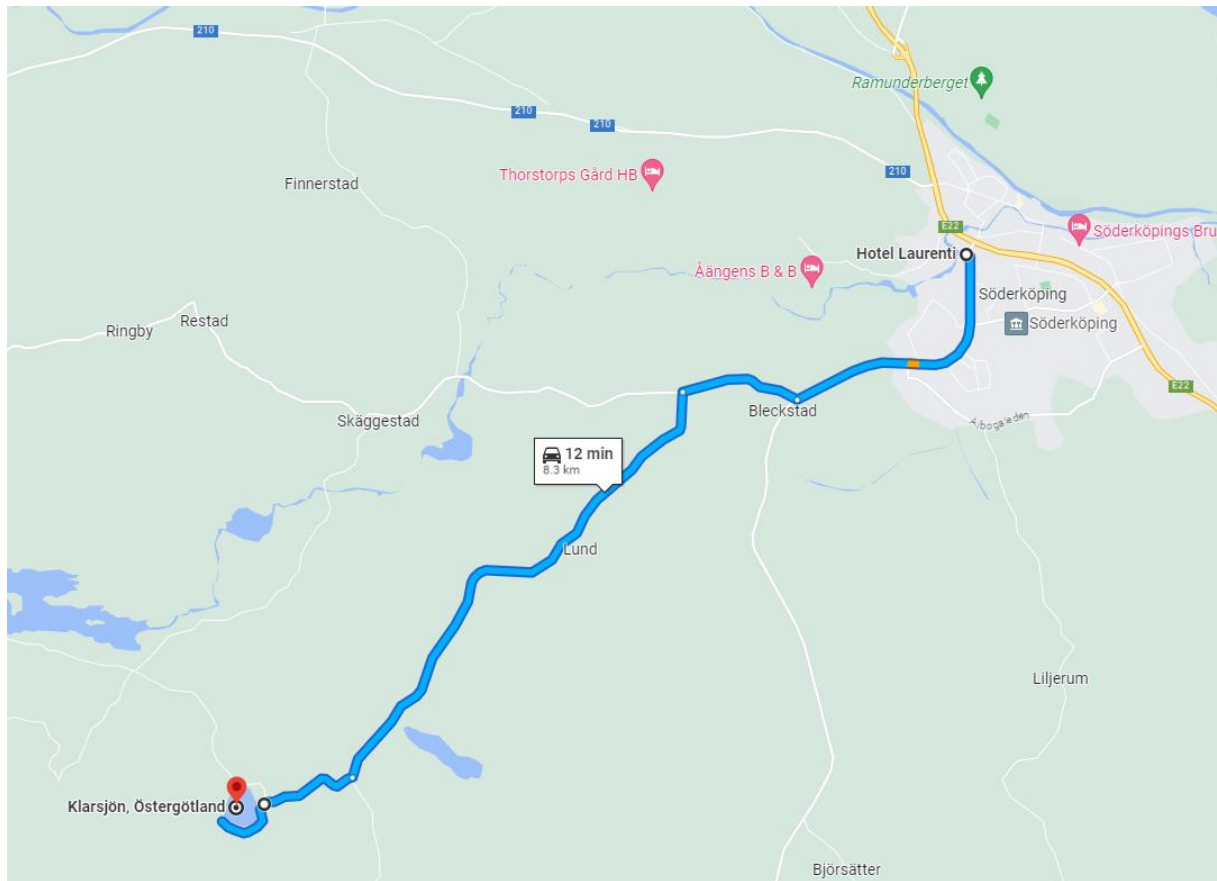 210
Ramunderberget
210
210
210
Thorstorps Gård HB
Finnerstad
E22
Söderköpings Bru
Hotel Laurenti
Åängens B & B
Söderköping
Söderköping
Restad
Ringby
E22
Skäggestad
Bleckstad
Arbogaleden
12 min
8.3 km
Lund
Liljerum
Klarsjön, Östergötland
Björsätter